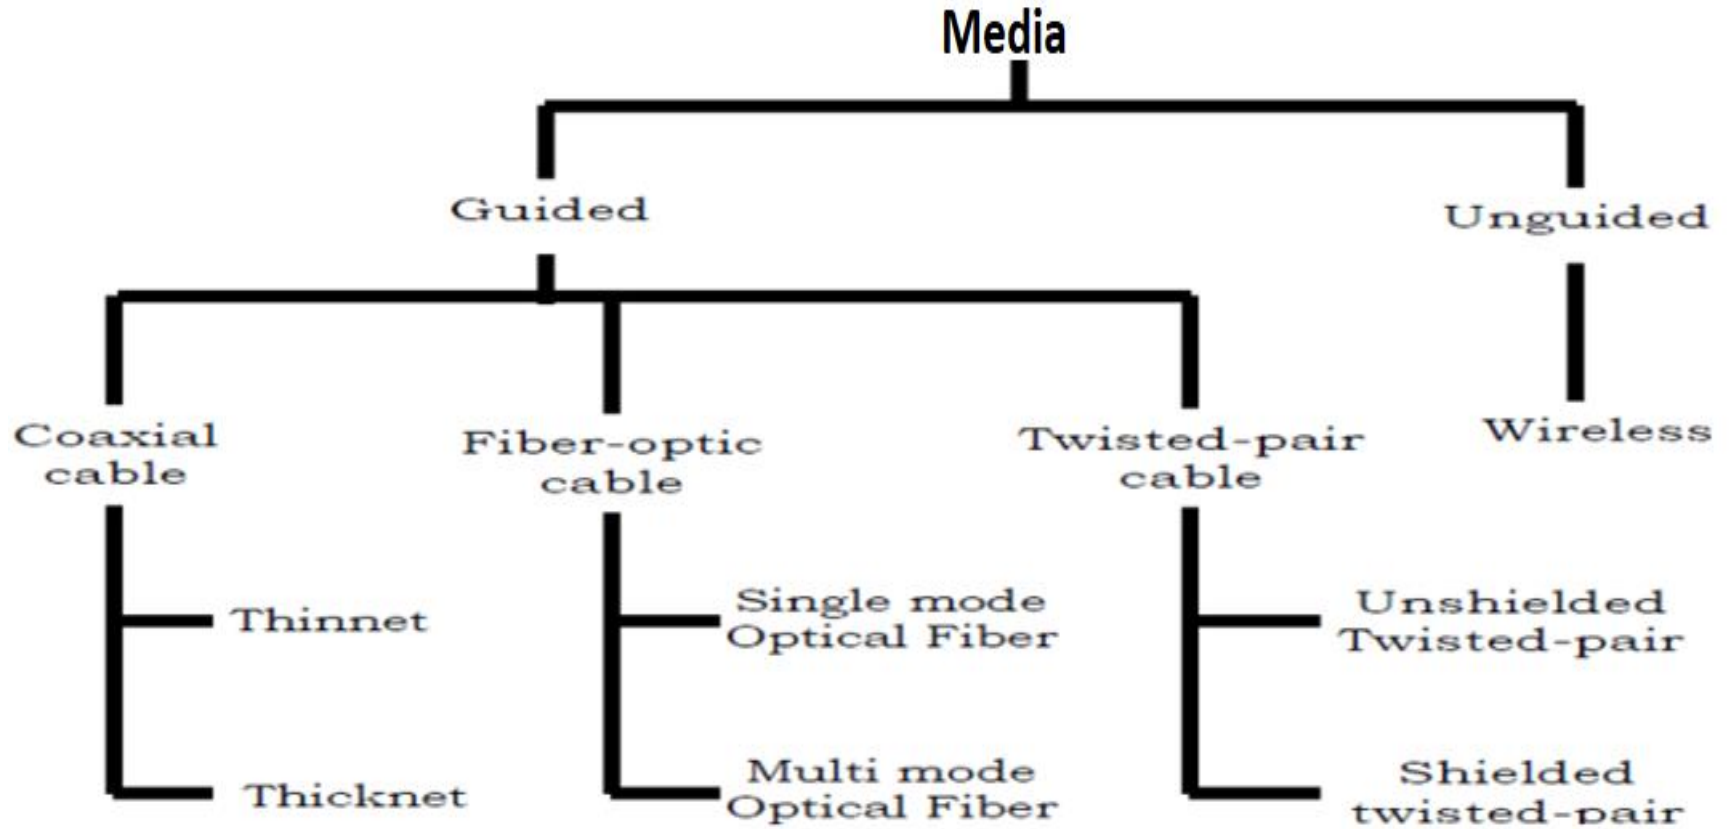 Media
Guided
Unguided
Coaxial
cable
Fiber-optic
cable
Twisted-pair
cable
Wireless
Thinnet
Single mode
Optical Fiber
Unshielded
Twisted-pair
Thicknet
Multi mode
Optical Fiber
Shielded
twisted-pair